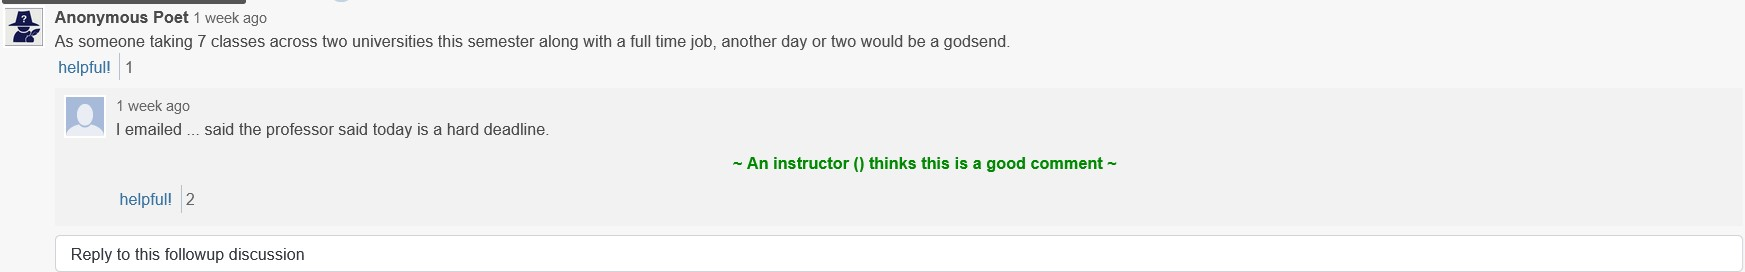 Anonymous Poet 1 week ago
As someone taking 7 classes across two universities this semester along with a full time job, another day or two would be a godsend.
helpful! 1
1 week ago
I emailed ... said the professor said today is a hard deadline.
~ An instructor () thinks this is a good comment ~
helpful! 2
Reply to this followup discussion